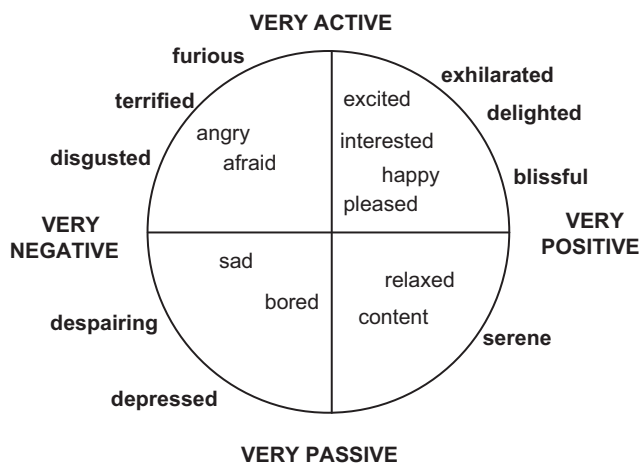 VERY ACTIVE
furious
exhilarated
terrified
excited
delighted
angry
interested
disgusted
afraid
happy
blissful
pleased
VERY
NEGATIVE
VERY
POSITIVE
sad
relaxed
bored
content
despairing
serene
depressed
VERY PASSIVE